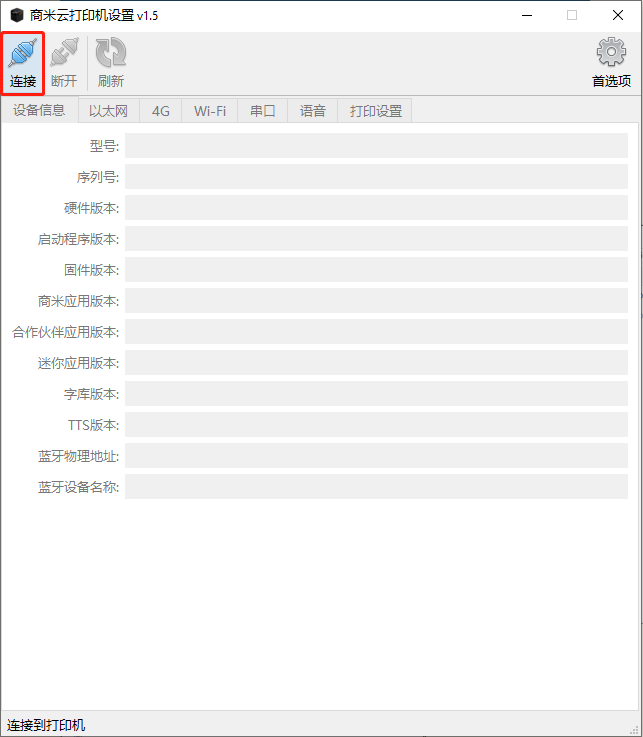 商米云打印机设置 v1.5
连接 断开 刷新 首选项
设备信息 以太网 4G Wi-Fi 串口 语音 打印设置
型号:
序列号:
硬件版本:
启动程序版本:
固件版本:
商米应用版本:
合作伙伴应用版本:
迷你应用版本:
字库版本:
TTS版本:
蓝牙物理地址:
蓝牙设备名称:
连接到打印机